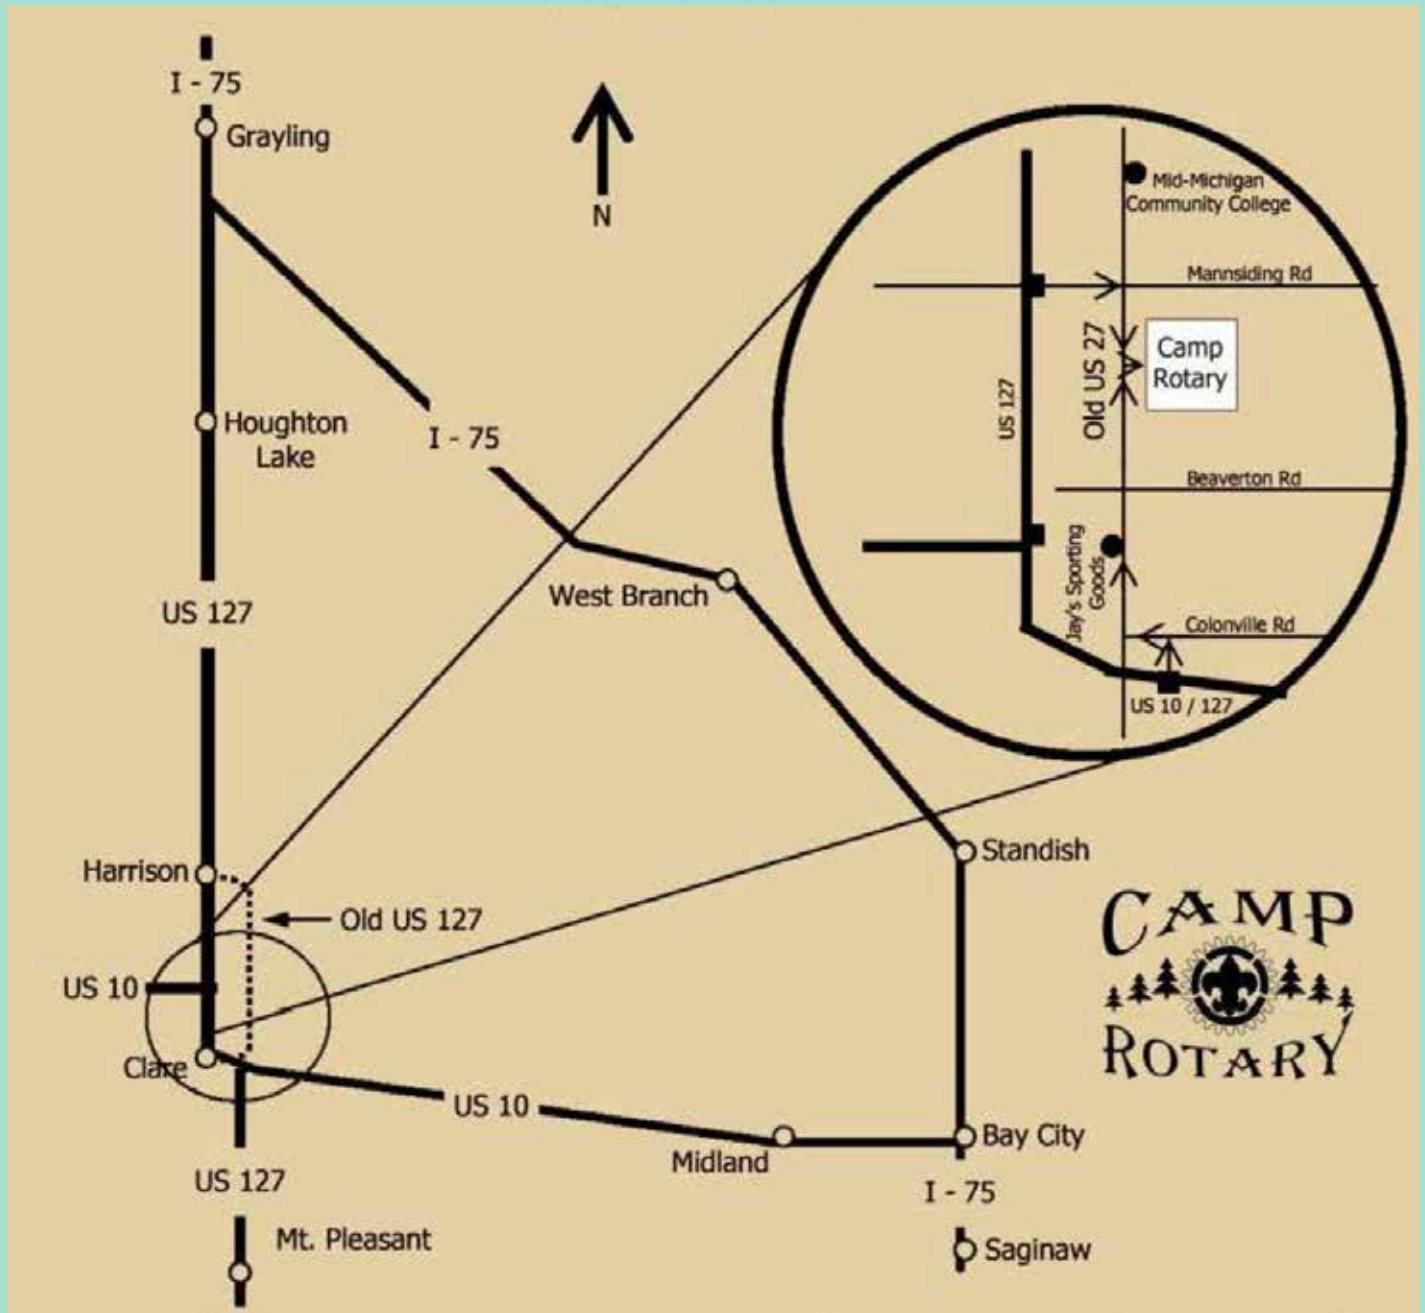 I - 75
Grayling
N
Houghton
Lake
I - 75
US 127
West Branch
Harrison
Old US 127
US 10
Clare
US 10
US 127
Mt. Pleasant
Midland
Standish
Bay City
I - 75
Saginaw
Mid-Michigan
Community College
Mannsiding Rd
US 127
Old US 27
Camp
Rotary
Beaverton Rd
Jay's Sporting
Goods
Colonville Rd
US 10 / 127
CAMP
ROTARY